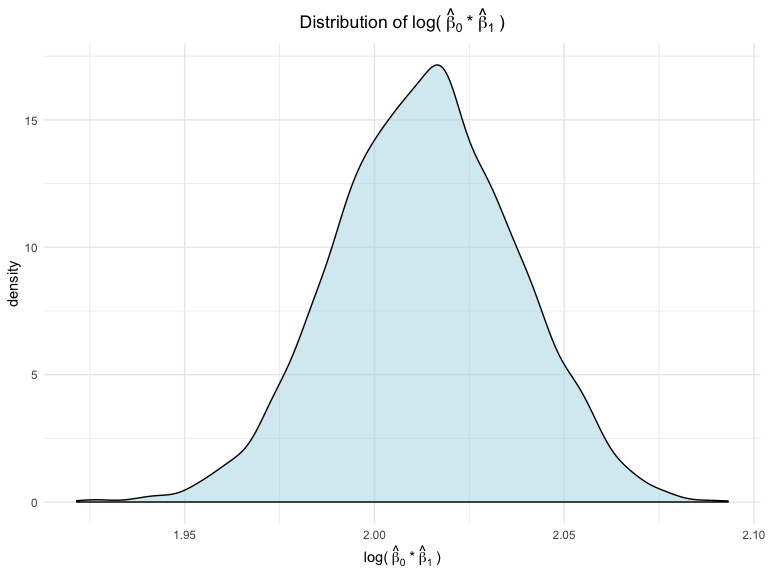 Distribution of log( β̂₀ * β̂₁ )
15
10
5
0
density
1.95 2.00 2.05 2.10
log( β̂₀ * β̂₁ )